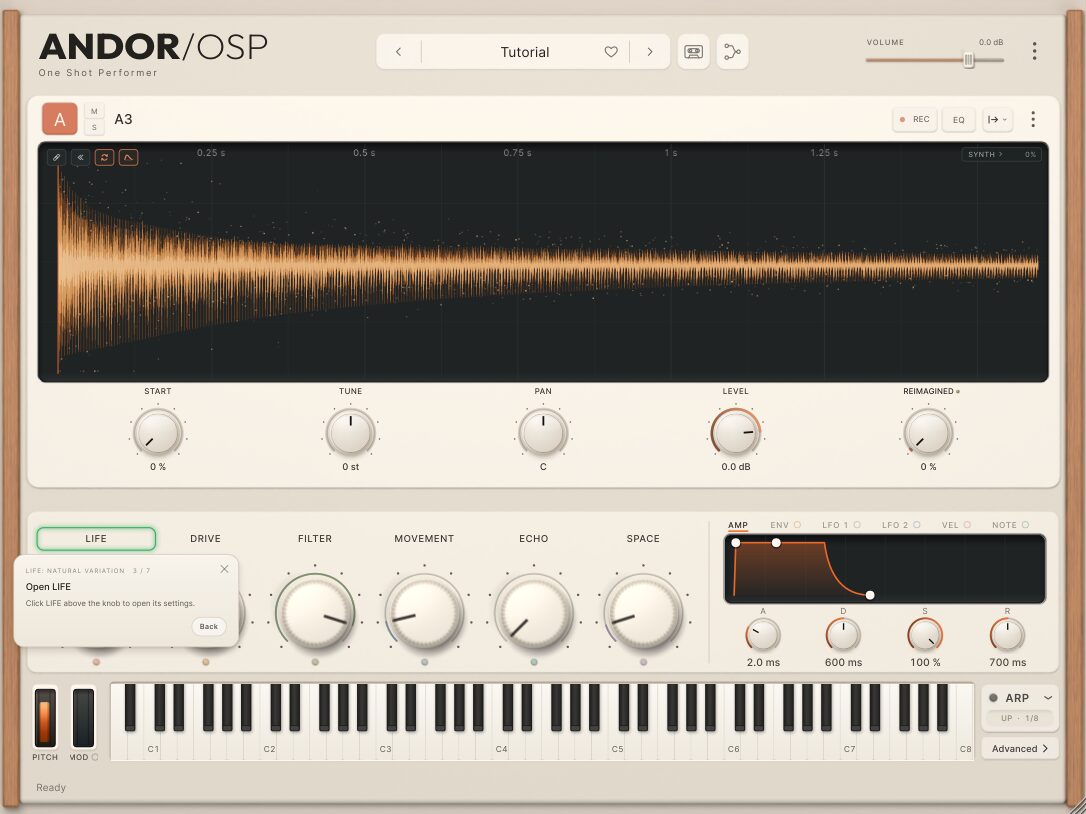 ANDOR/OSP
One Shot Performer
Tutorial
VOLUME 0.0 dB
A
M
S
A3
REC
EQ
0.25 s 0.5 s 0.75 s 1 s 1.25 s
SYNTH > 0%
START TUNE PAN LEVEL REIMAGINED
0 % 0 st C 0.0 dB 0 %
LIFE DRIVE FILTER MOVEMENT ECHO SPACE
LIFE: NATURAL VARIATION 3 / 7
Open LIFE
Click LIFE above the knob to open its settings.
Back
AMP ENV LFO 1 LFO 2 VEL NOTE
A D S R
2.0 ms 600 ms 100 % 700 ms
PITCH MOD
C1 C2 C3 C4 C5 C6 C7 C8
ARP
UP · 1/8
Advanced >
Ready